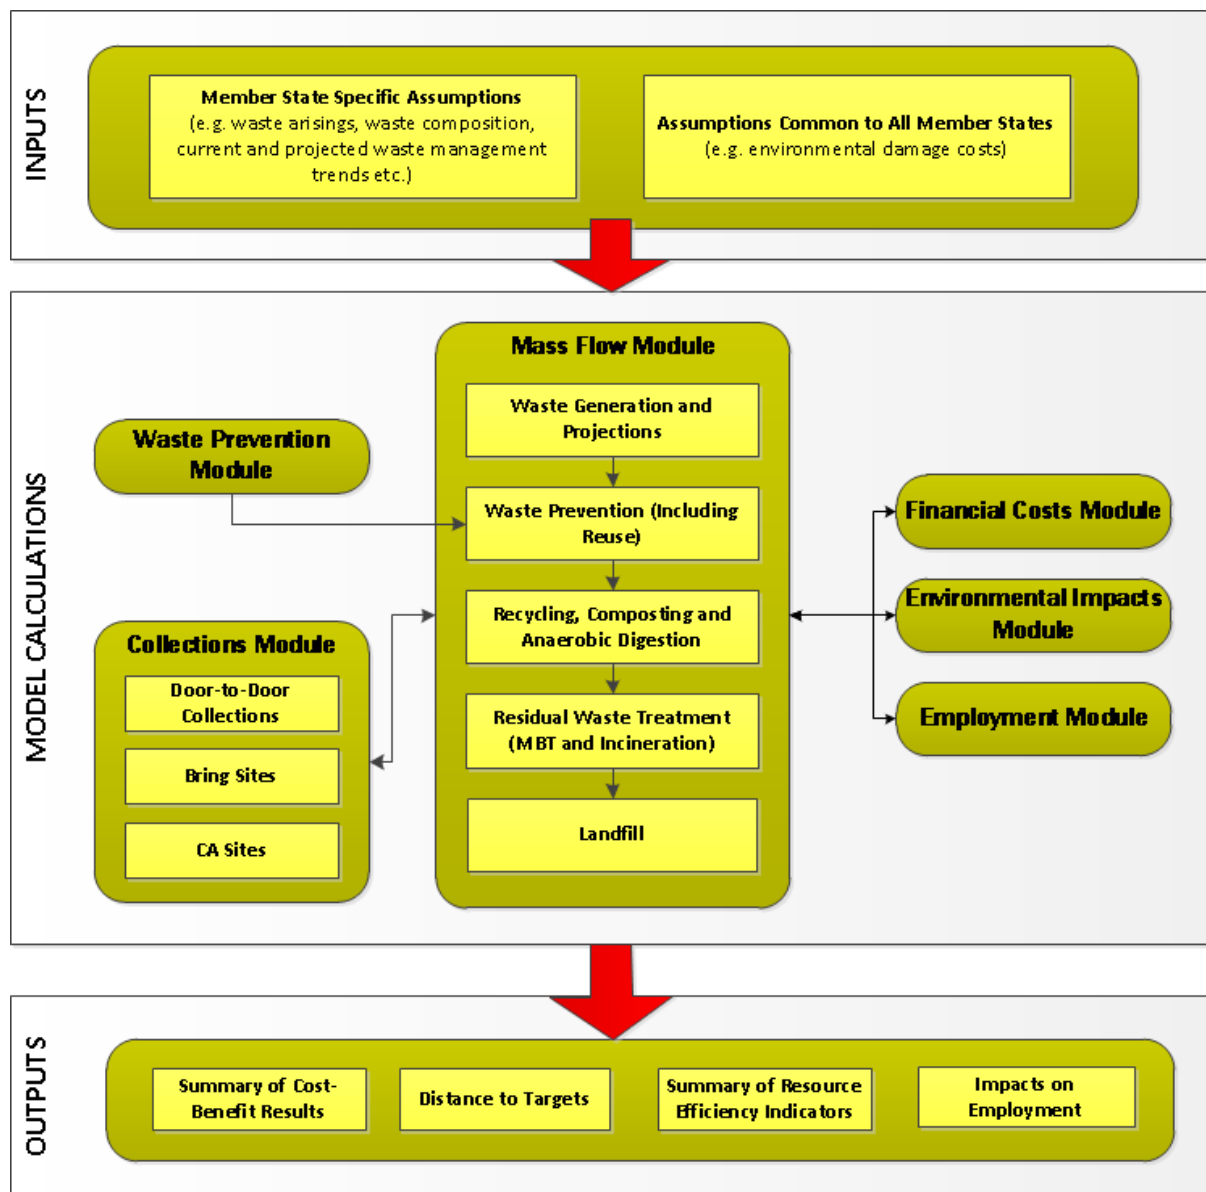 INPUTS
Member State Specific Assumptions
(e.g. waste arisings, waste composition,
current and projected waste management
trends etc.)
Assumptions Common to All Member States
(e.g. environmental damage costs)
MODEL CALCULATIONS
Waste Prevention
Module
Collections Module
Door-to-Door
Collections
Bring Sites
CA Sites
Mass Flow Module
Waste Generation and
Projections
Waste Prevention (Including
Reuse)
Recycling, Composting and
Anaerobic Digestion
Residual Waste Treatment
(MBT and Incineration)
Landfill
Financial Costs Module
Environmental Impacts
Module
Employment Module
OUTPUTS
Summary of Cost-
Benefit Results
Distance to Targets
Summary of Resource
Efficiency Indicators
Impacts on
Employment